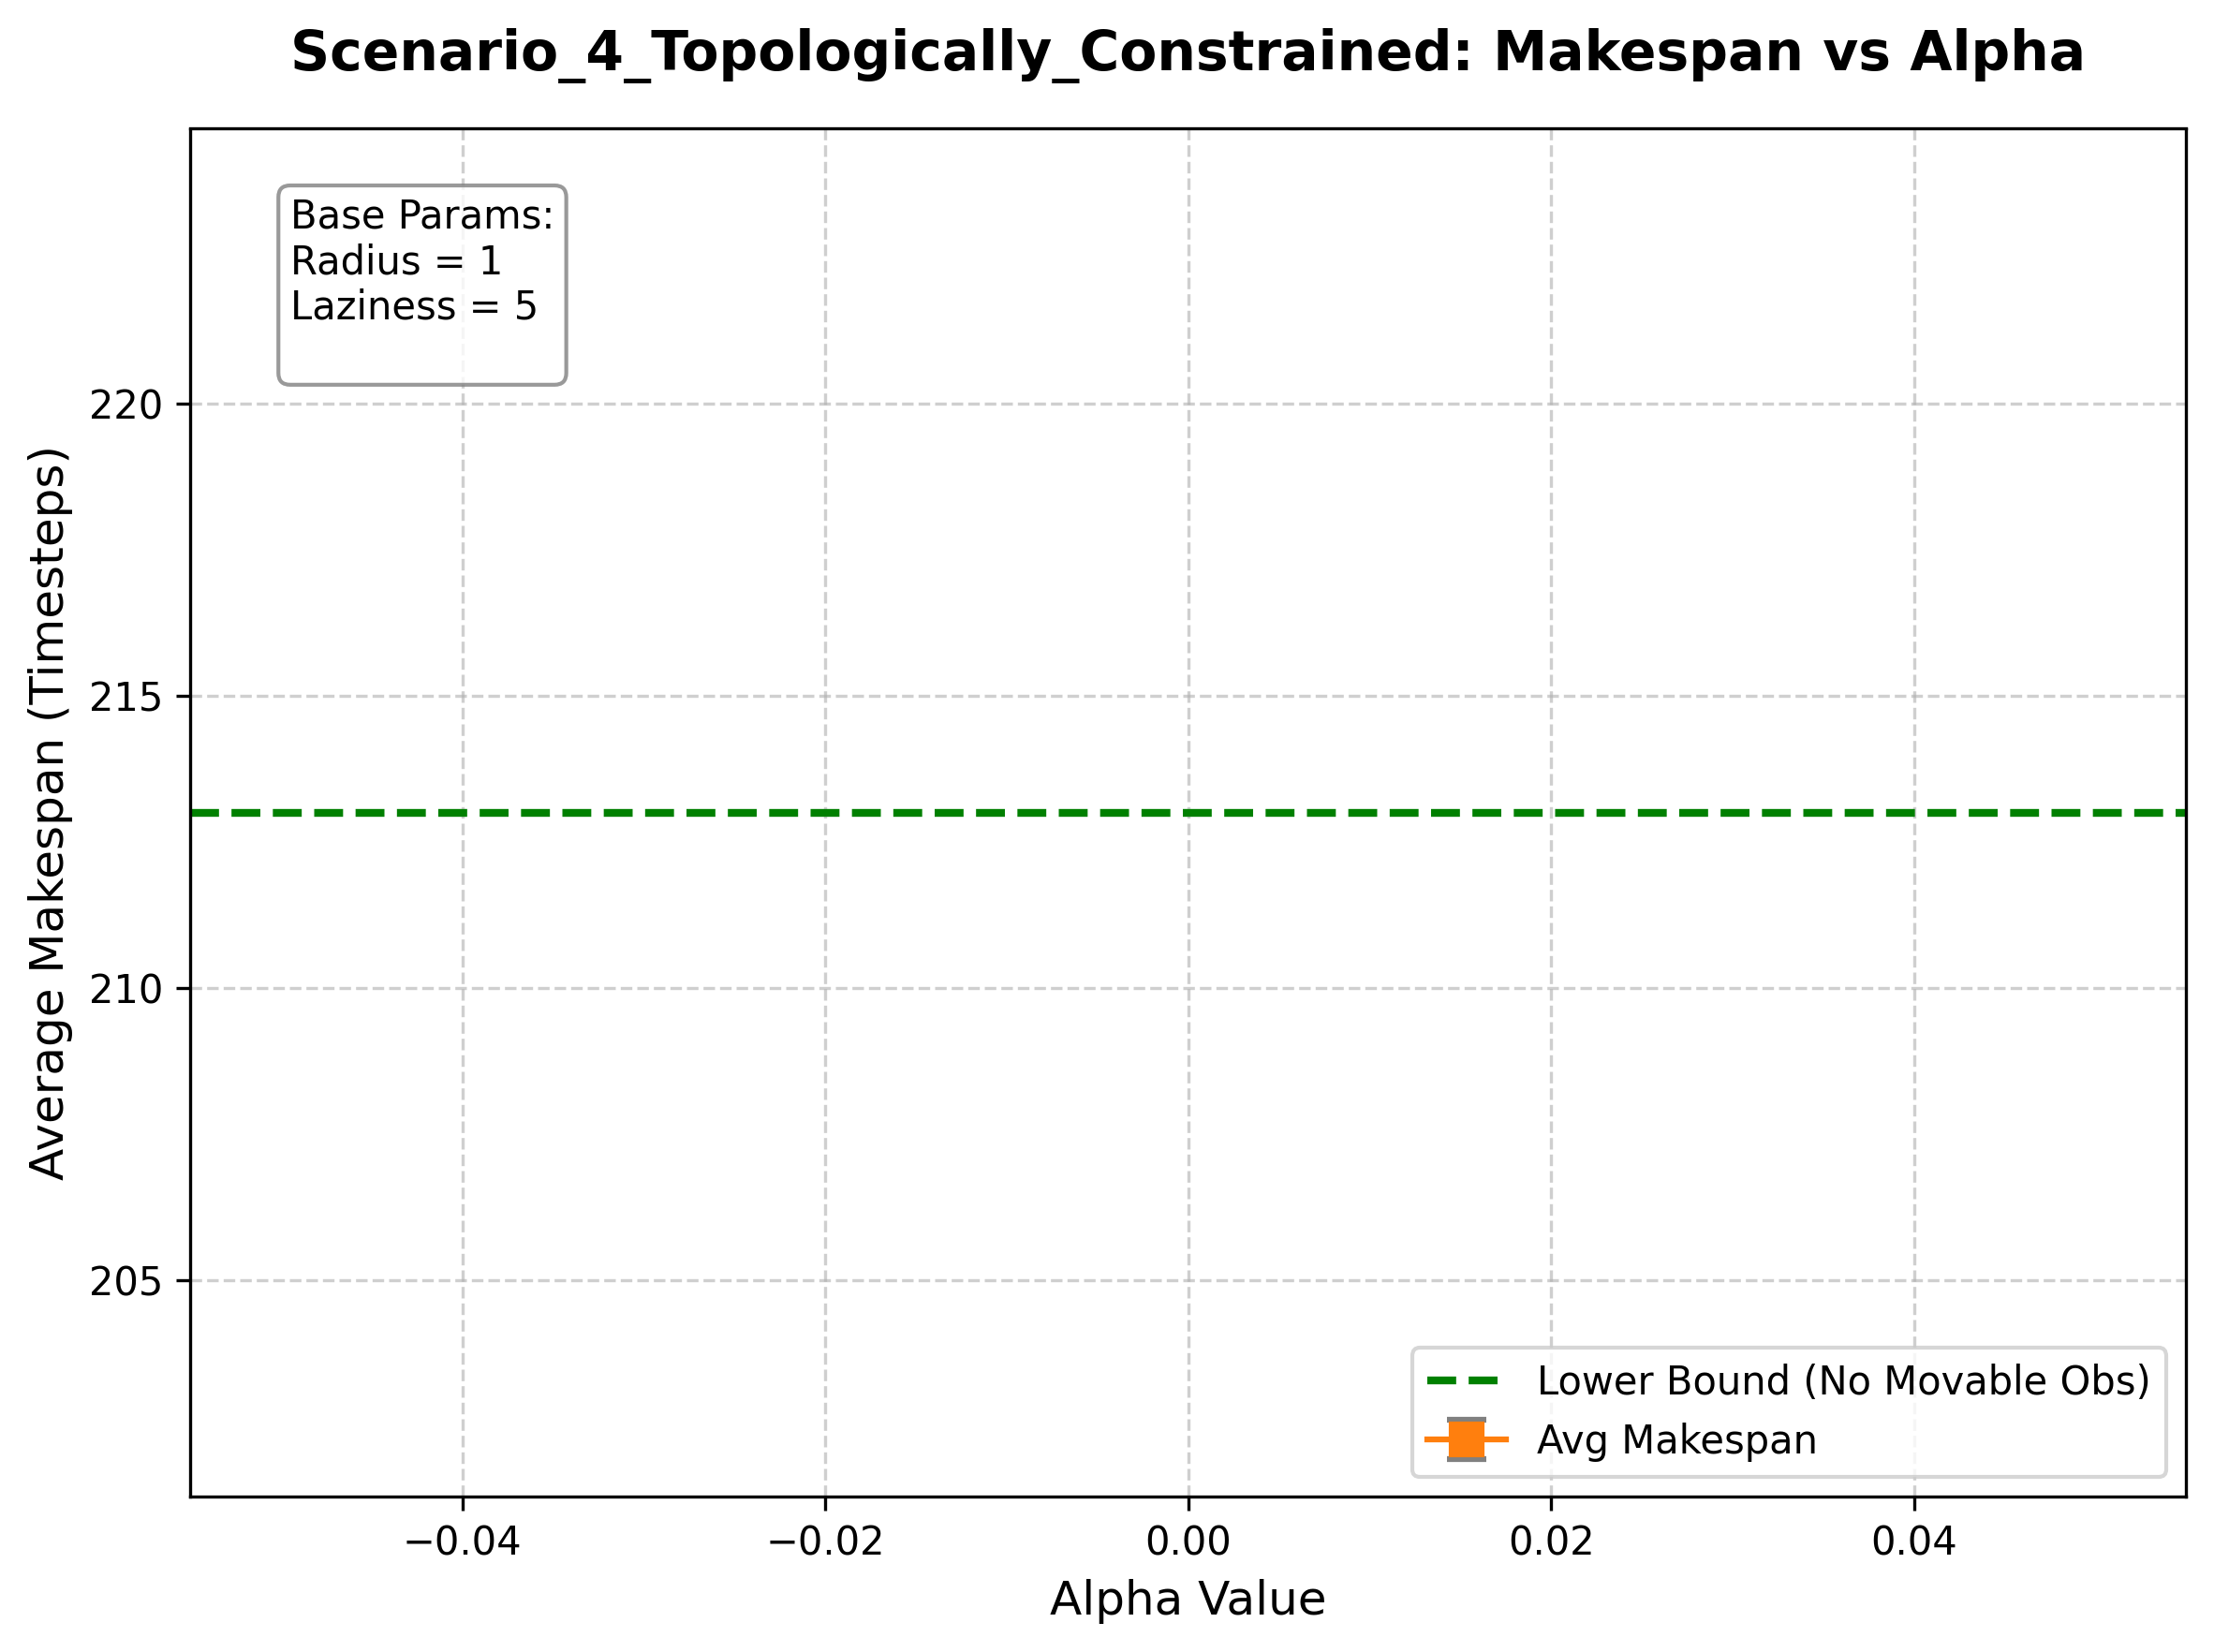 Scenario_4_Topologically_Constrained: Makespan vs Alpha
Base Params:
Radius = 1
Laziness = 5
Average Makespan (Timesteps)
220
215
210
205
Lower Bound (No Movable Obs)
Avg Makespan
−0.04
−0.02
0.00
0.02
0.04
Alpha Value